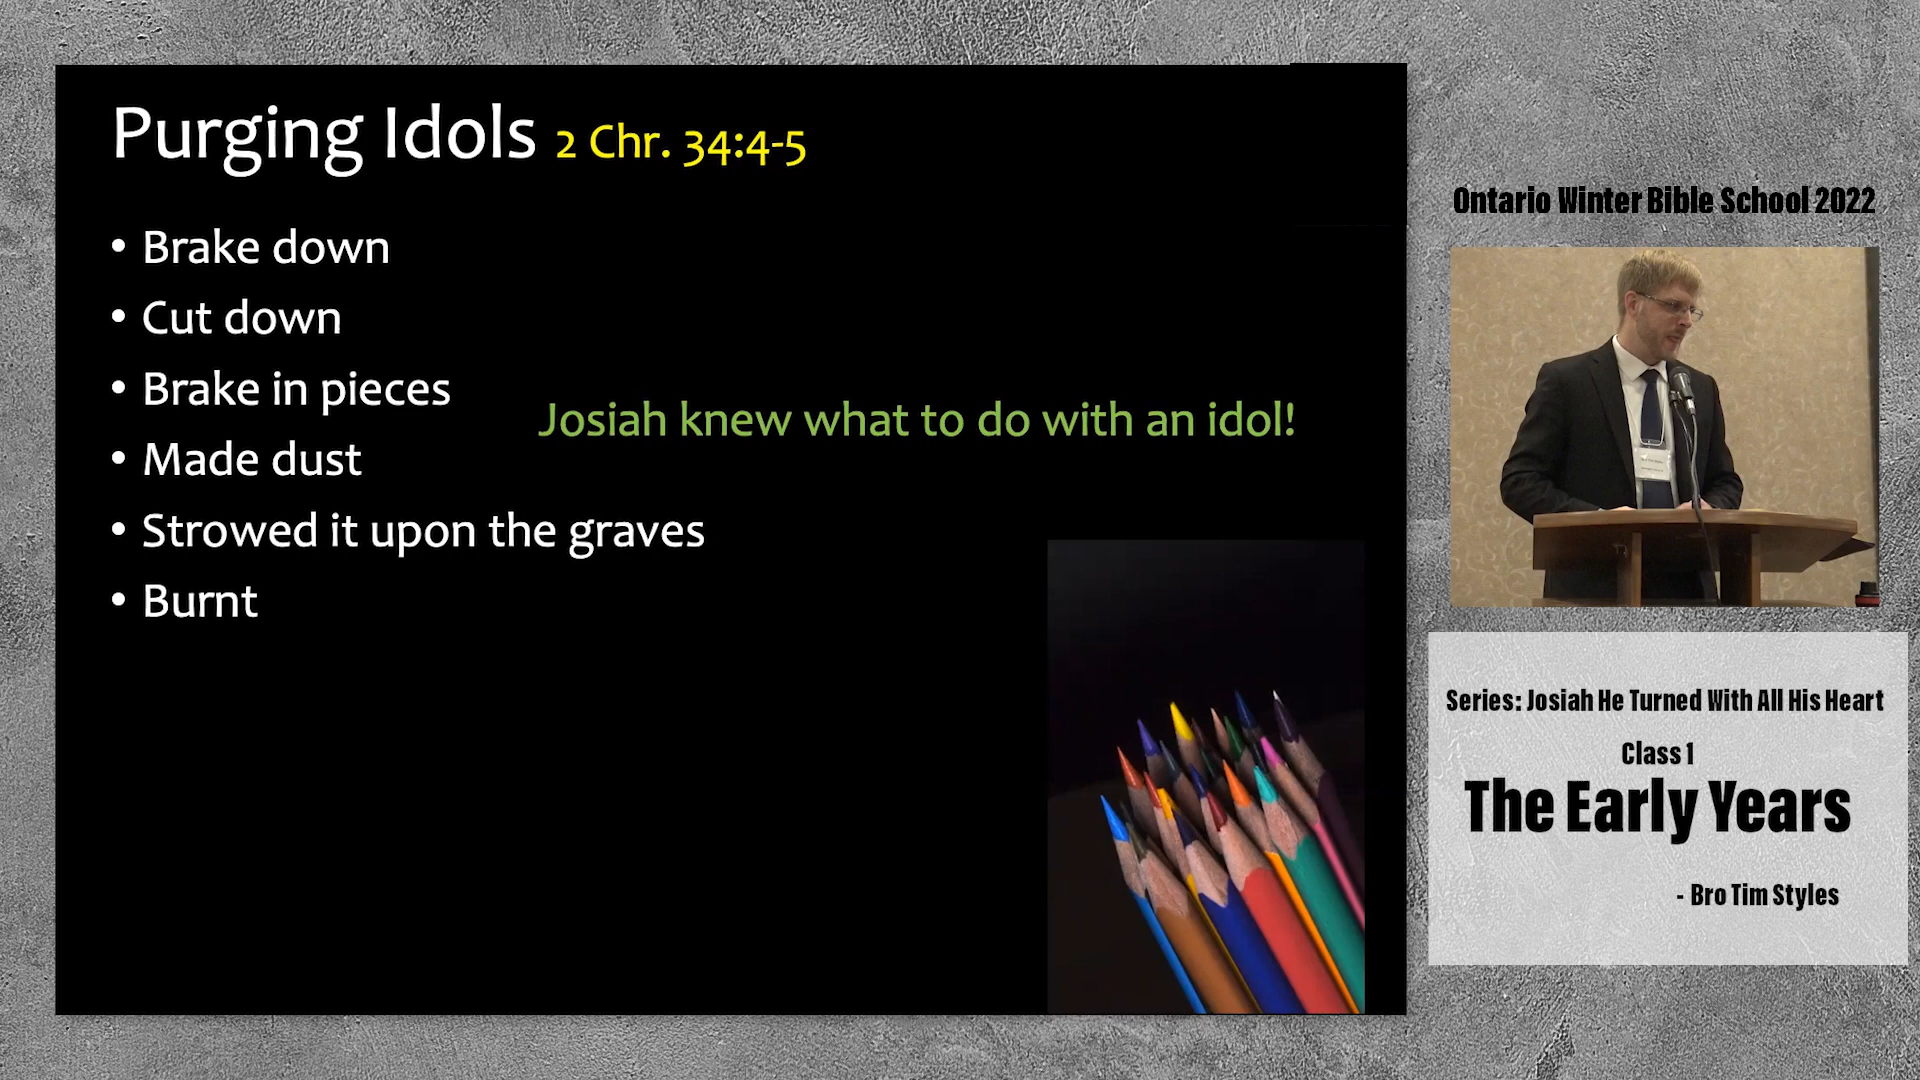 Purging Idols 2 Chr. 34:4-5
• Brake down
• Cut down
• Brake in pieces
Josiah knew what to do with an idol!
• Made dust
• Strowed it upon the graves
• Burnt
Ontario Winter Bible School 2022
Series: Josiah He Turned With All His Heart
Class 1
The Early Years
- Bro Tim Styles